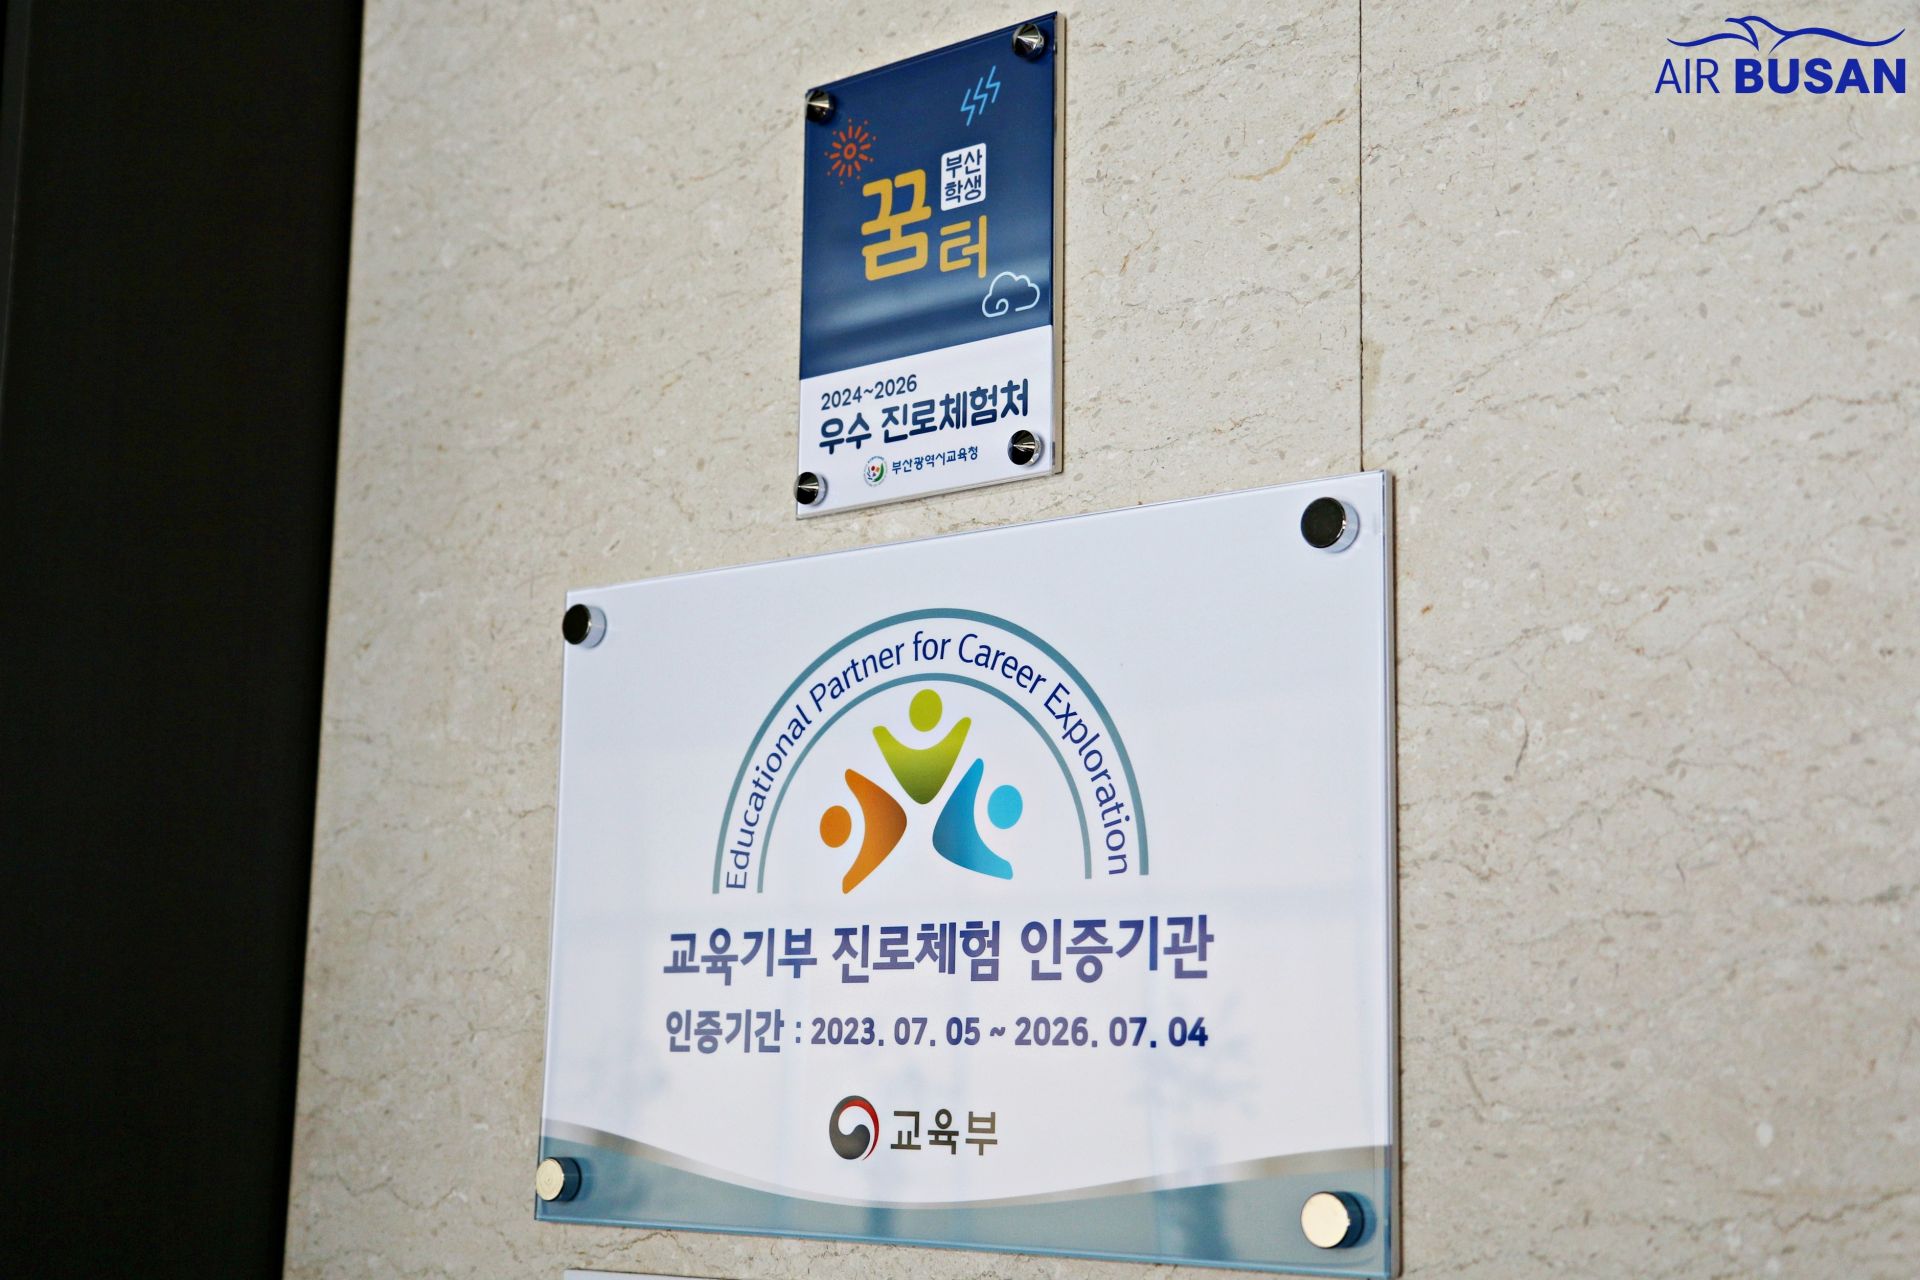 AIR BUSAN
부산
학생
꿈터
2024~2026
우수 진로체험처
부산광역시교육청
Educational Partner for Career Exploration
교육기부 진로체험 인증기관
인증기간 : 2023. 07. 05 ~ 2026. 07. 04
교육부